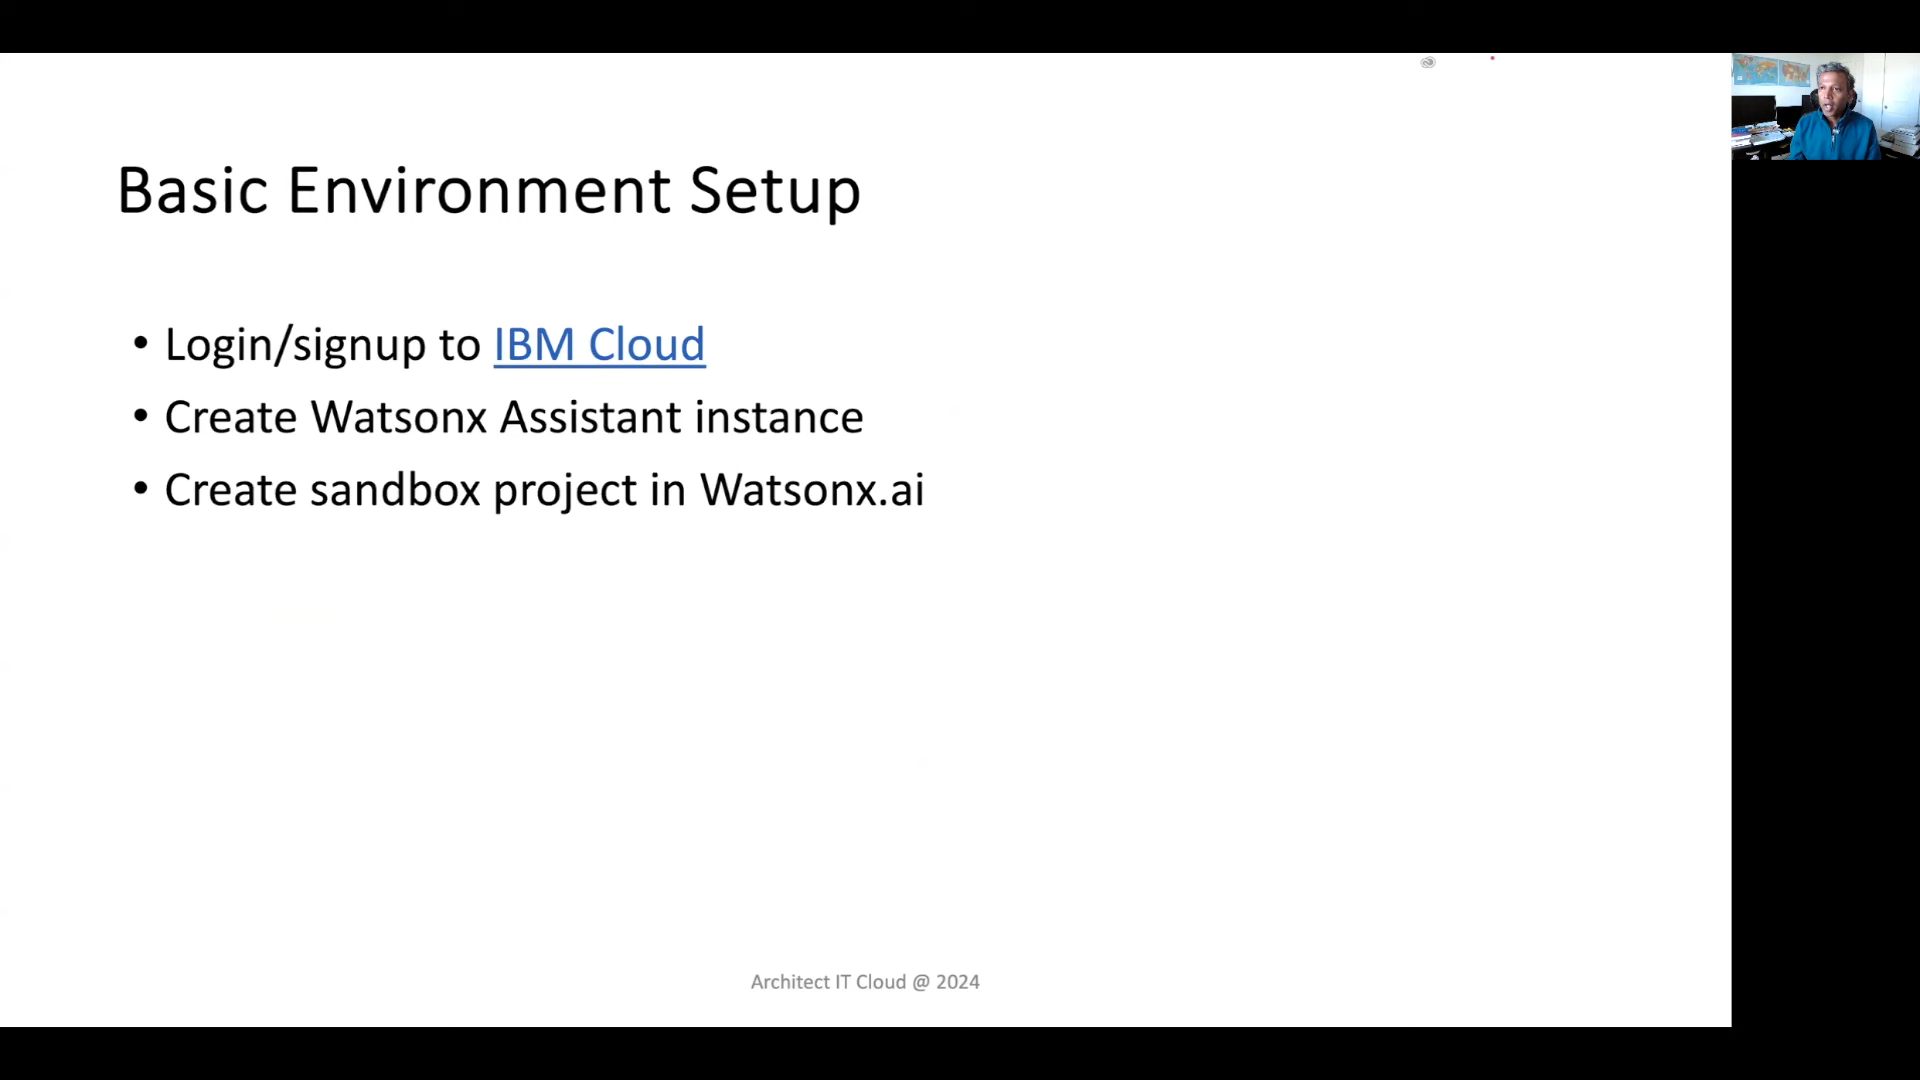 Basic Environment Setup
• Login/signup to IBM Cloud
• Create Watsonx Assistant instance
• Create sandbox project in Watsonx.ai
Architect IT Cloud @ 2024